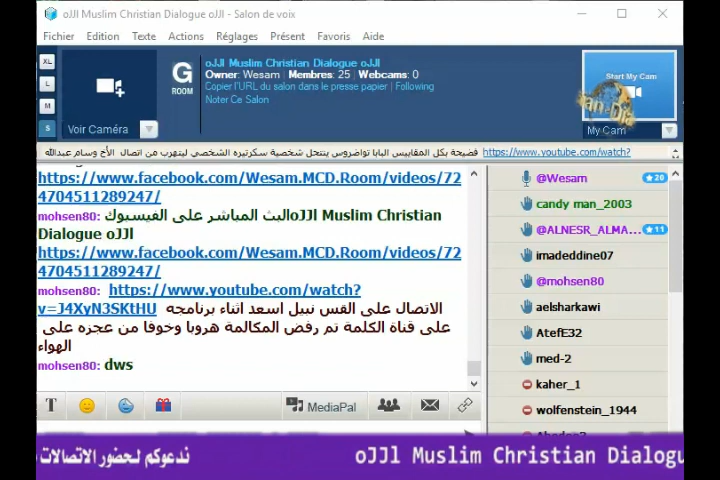 oJJl Muslim Christian Dialogue oJJl - Salon de voix
Fichier Edition Texte Actions Réglages Présent Favoris Aide
XL
L
M
S
Voir Caméra
G
ROOM
oJJl Muslim Christian Dialogue oJJl
Owner: Wesam | Membres: 25 | Webcams: 0
Copier l'URL du salon dans le presse papier | Following
Noter Ce Salon
Start My Cam
My Cam
فضيحة بكل المقاييس البابا تواضروس ينتحل شخصية سكرتيره الشخصي ليتهرب من اتصال الأخ وسام عبدالله https://www.youtube.com/watch?
https://www.facebook.com/Wesam.MCD.Room/videos/72
4704511289247/
mohsen80: البث المباشر على الفيسبوكoJJl Muslim Christian
Dialogue oJJl
https://www.facebook.com/Wesam.MCD.Room/videos/72
4704511289247/
mohsen80: https://www.youtube.com/watch?
v=J4XyN3SKtHU الاتصال على القس نبيل اسعد اثناء برنامجه
على قناة الكلمة تم رفض المكالمة هروبا وخوفا من عجزه على
الهواء
mohsen80: dws
T
MediaPal
@Wesam 20
candy man_2003
@ALNESR_ALMA... 11
imadeddine07
@mohsen80
aelsharkawi
AtefE32
med-2
kaher_1
wolfenstein_1944
ندعوكم لحضور الاتصالات
oJJl Muslim Christian Dialogu